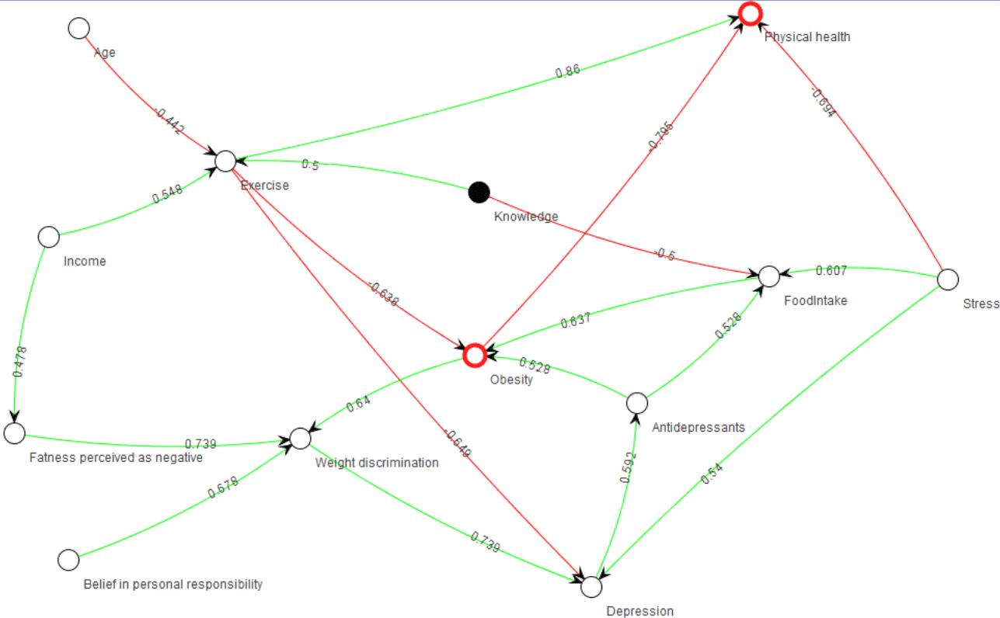 Physical health
Age
0.86
-0.694
-0.442
-0.795
0.5
Exercise
0.548
Knowledge
Income
-0.5
0.607
FoodIntake
Stress
-0.638
0.637
0.528
0.478
0.528
Obesity
0.64
Antidepressants
0.739
-0.649
Fatness perceived as negative
Weight discrimination
0.592
0.54
0.678
0.739
Belief in personal responsibility
Depression